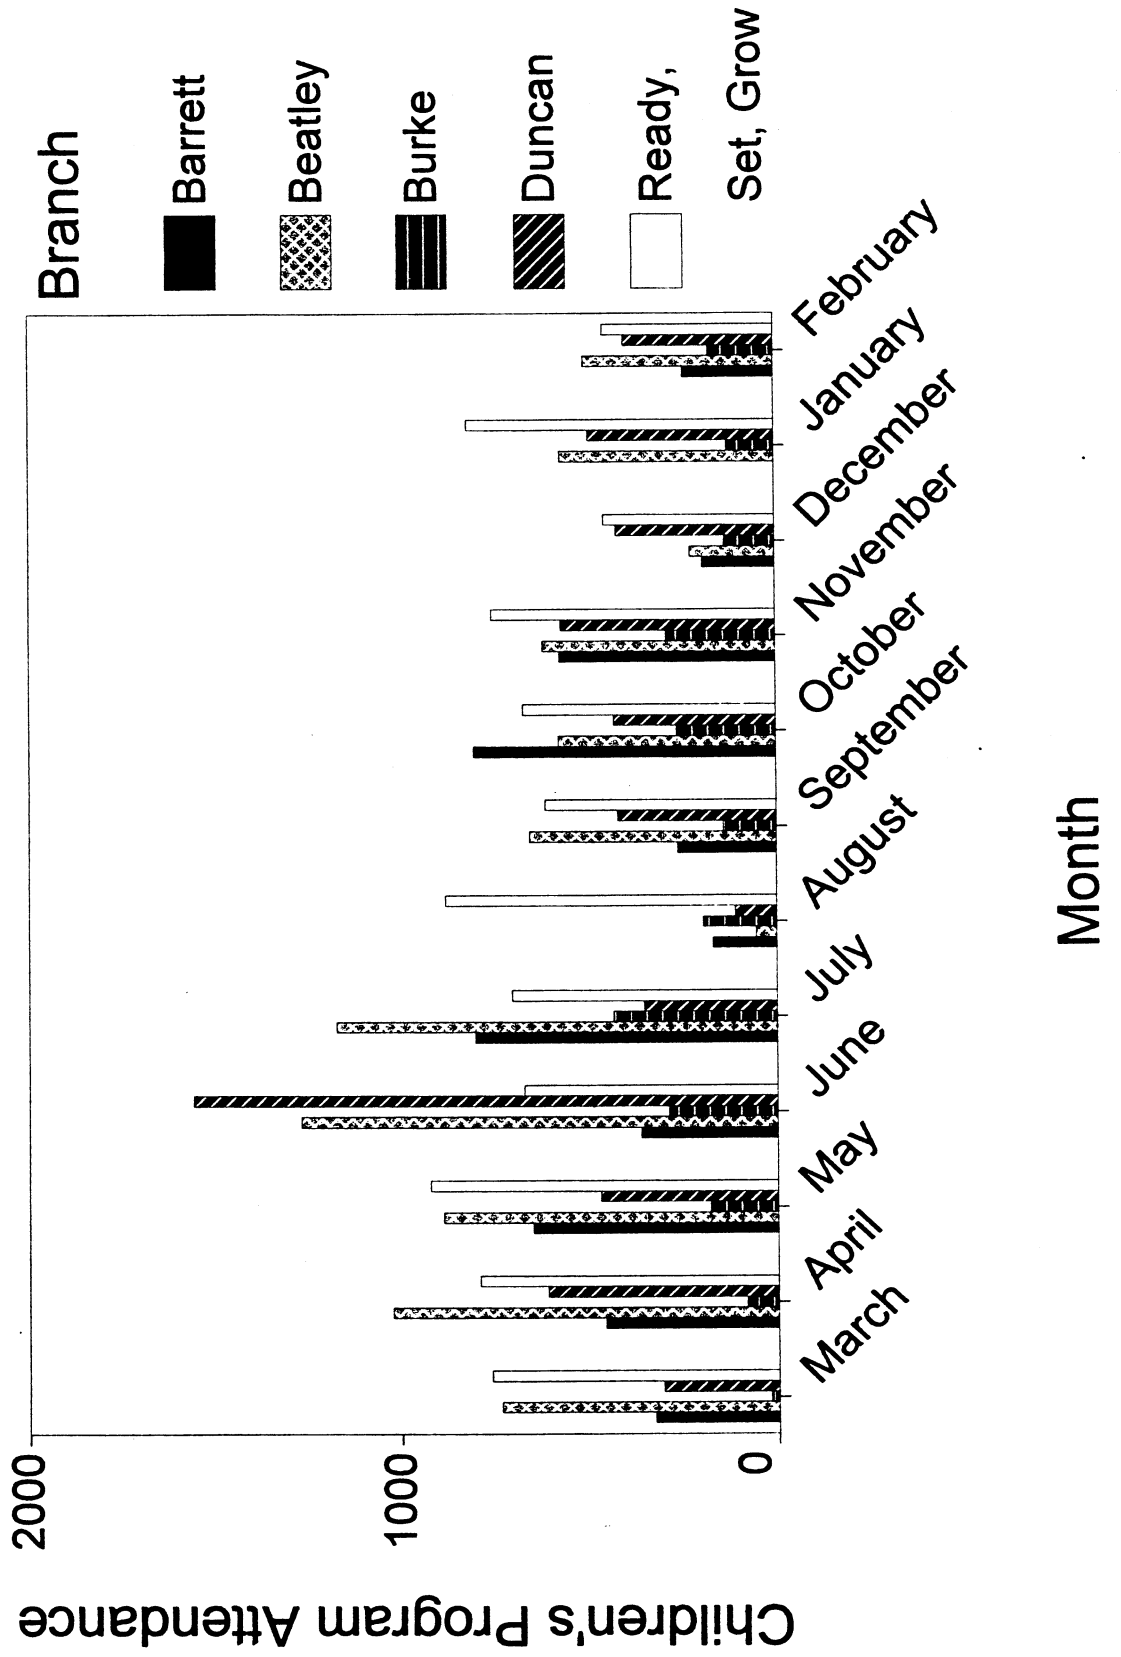 Children's Program Attendance
2000
1000
0
March
April
May
June
July
August
September
October
November
December
January
February
Month
Branch
Barrett
Beatley
Burke
Duncan
Ready,
Set, Grow